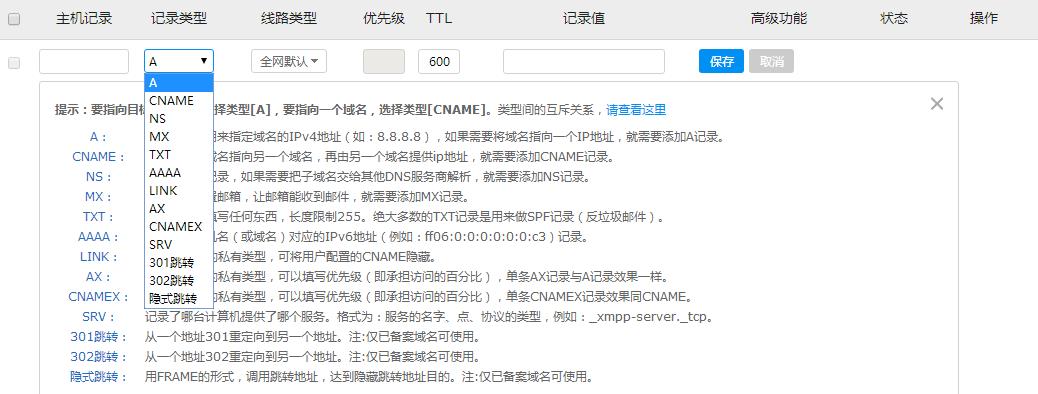 主机记录 记录类型 线路类型 优先级 TTL 记录值 高级功能 状态 操作
A 全网默认 600 保存 取消
A
CNAME
NS
MX
TXT
AAAA
LINK
AX
CNAMEX
SRV
301跳转
302跳转
隐式跳转
提示：要指向目 择类型[A]，要指向一个域名，选择类型[CNAME]。类型间的互斥关系，请查看这里
A： 用来指定域名的IPv4地址（如：8.8.8.8），如果需要将域名指向一个IP地址，就需要添加A记录。
CNAME： 域名指向另一个域名，再由另一个域名提供ip地址，就需要添加CNAME记录。
NS： 记录，如果需要把子域名交给其他DNS服务商解析，就需要添加NS记录。
MX： 邮箱，让邮箱能收到邮件，就需要添加MX记录。
TXT： 填写任何东西，长度限制255。绝大多数的TXT记录是用来做SPF记录（反垃圾邮件）。
AAAA： 机名（或域名）对应的IPv6地址（例如：ff06:0:0:0:0:0:0:c3）记录。
LINK： 的私有类型，可将用户配置的CNAME隐藏。
AX： 的私有类型，可以填写优先级（即承担访问的百分比），单条AX记录与A记录效果一样。
CNAMEX： 的私有类型，可以填写优先级（即承担访问的百分比），单条CNAMEX记录效果同CNAME。
SRV： 记录了哪台计算机提供了哪个服务。格式为：服务的名字、点、协议的类型，例如：_xmpp-server._tcp。
301跳转： 从一个地址301重定向到另一个地址。注:仅已备案域名可使用。
302跳转： 从一个地址302重定向到另一个地址。注:仅已备案域名可使用。
隐式跳转： 用FRAME的形式，调用跳转地址，达到隐藏跳转地址目的。注:仅已备案域名可使用。